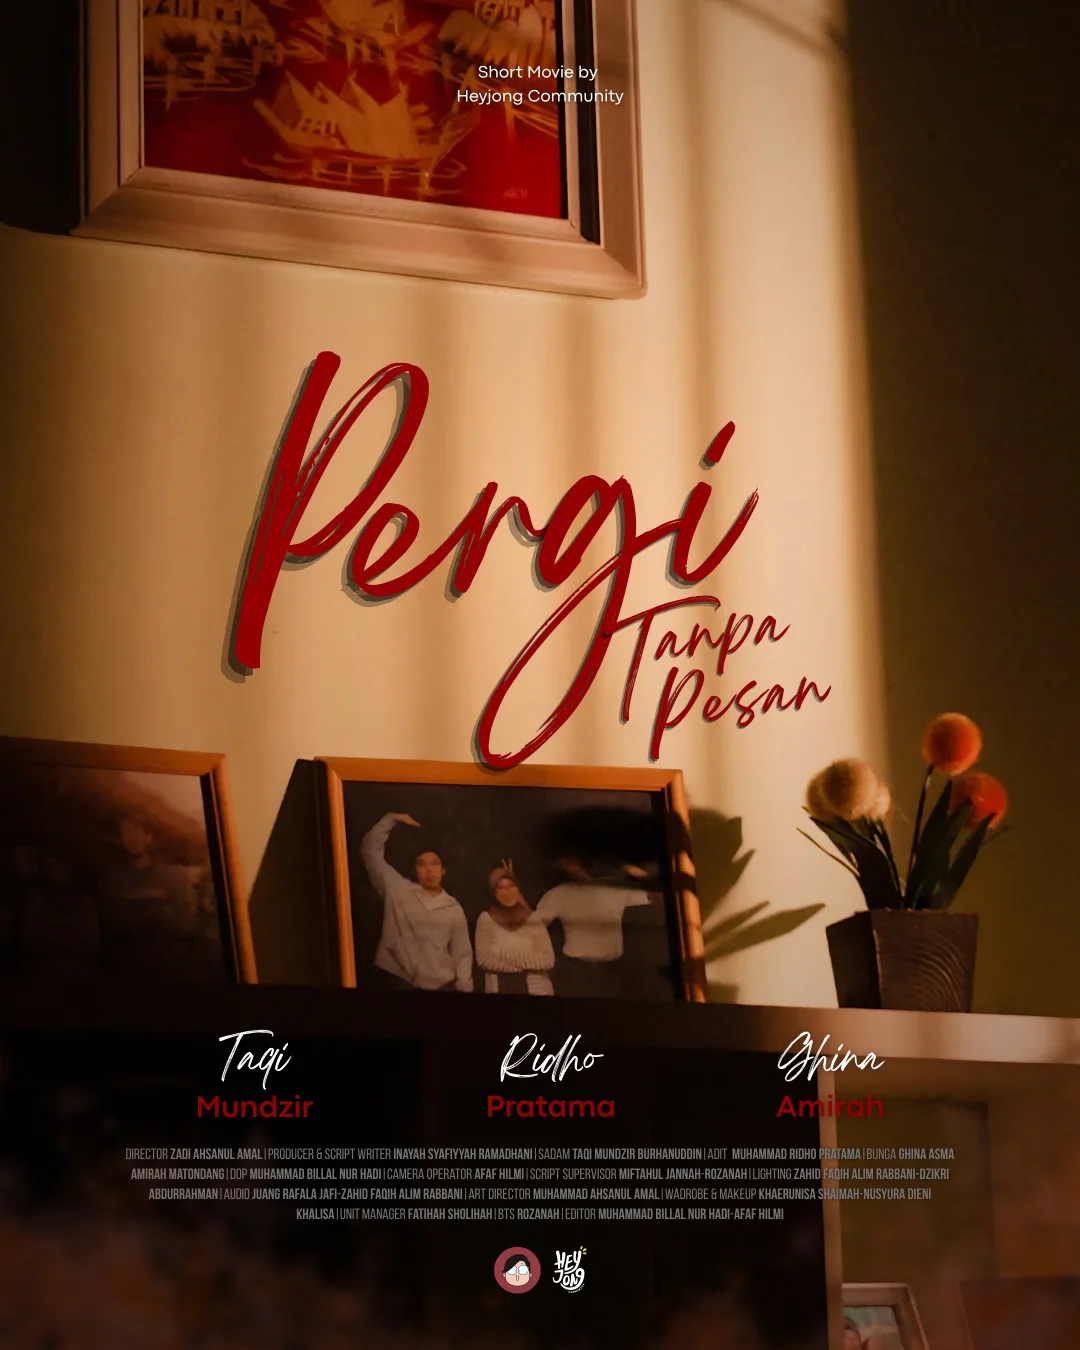 Short Movie by
Heyjong Community
Pergi
Tanpa
Pesan
Taqi
Mundzir
Ridho
Pratama
Ghina
Amirah
DIRECTOR ZADI AHSANUL AMAL | PRODUCER & SCRIPT WRITER INAYAH SYAFIYYAH RAMADHANI | SADAM TAQI MUNDZIR BURHANUDDIN | ADIT MUHAMMAD RIDHO PRATAMA | BUNGA GHINA ASMA
AMIRAH MATONDANG | DOP MUHAMMAD BILLAL NUR HADI | CAMERA OPERATOR AFAF HILMI | SCRIPT SUPERVISOR MIFTAHUL JANNAH-ROZANAH | LIGHTING ZAHID FAQIH ALIM RABBANI-DZIKRI
ABDURRAHMAN | AUDIO JUANG RAFALA JAFI-ZAHID FAQIH ALIM RABBANI | ART DIRECTOR MUHAMMAD AHSANUL AMAL | WADROBE & MAKEUP KHAERUNISA SHAIMAH-NUSYURA DIENI
KHALISA | UNIT MANAGER FATIHAH SHOLIHAH | BTS ROZANAH | EDITOR MUHAMMAD BILLAL NUR HADI-AFAF HILMI
HEY
JONG